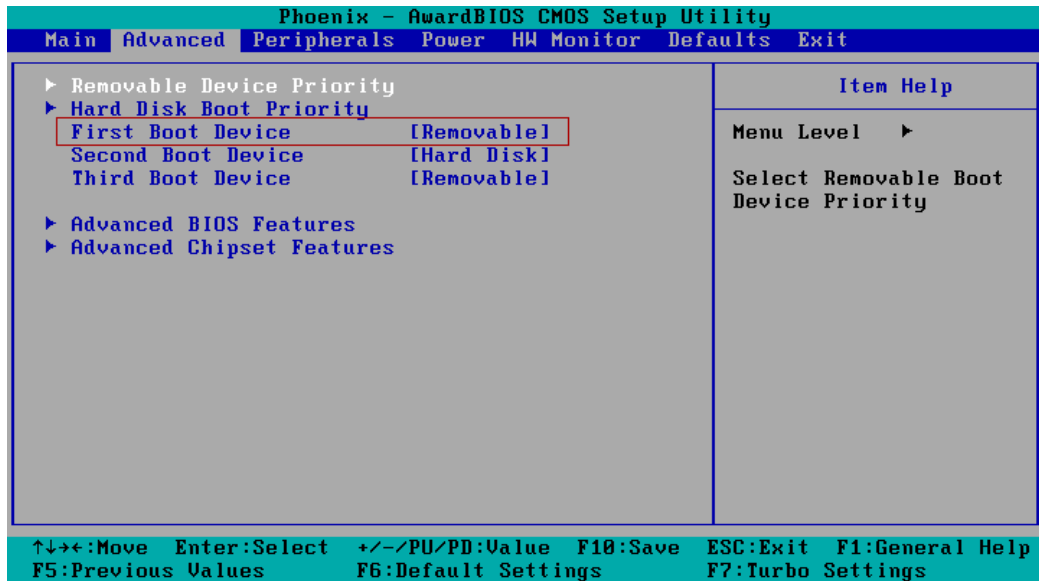 Phoenix - AwardBIOS CMOS Setup Utility
Main Advanced Peripherals Power HW Monitor Defaults Exit
▶ Removable Device Priority
▶ Hard Disk Boot Priority
First Boot Device [Removable]
Second Boot Device [Hard Disk]
Third Boot Device [Removable]
▶ Advanced BIOS Features
▶ Advanced Chipset Features
Item Help
Menu Level ▶
Select Removable Boot
Device Priority
↑↓→←:Move Enter:Select +/-/PU/PD:Value F10:Save ESC:Exit F1:General Help
F5:Previous Values F6:Default Settings F7:Turbo Settings